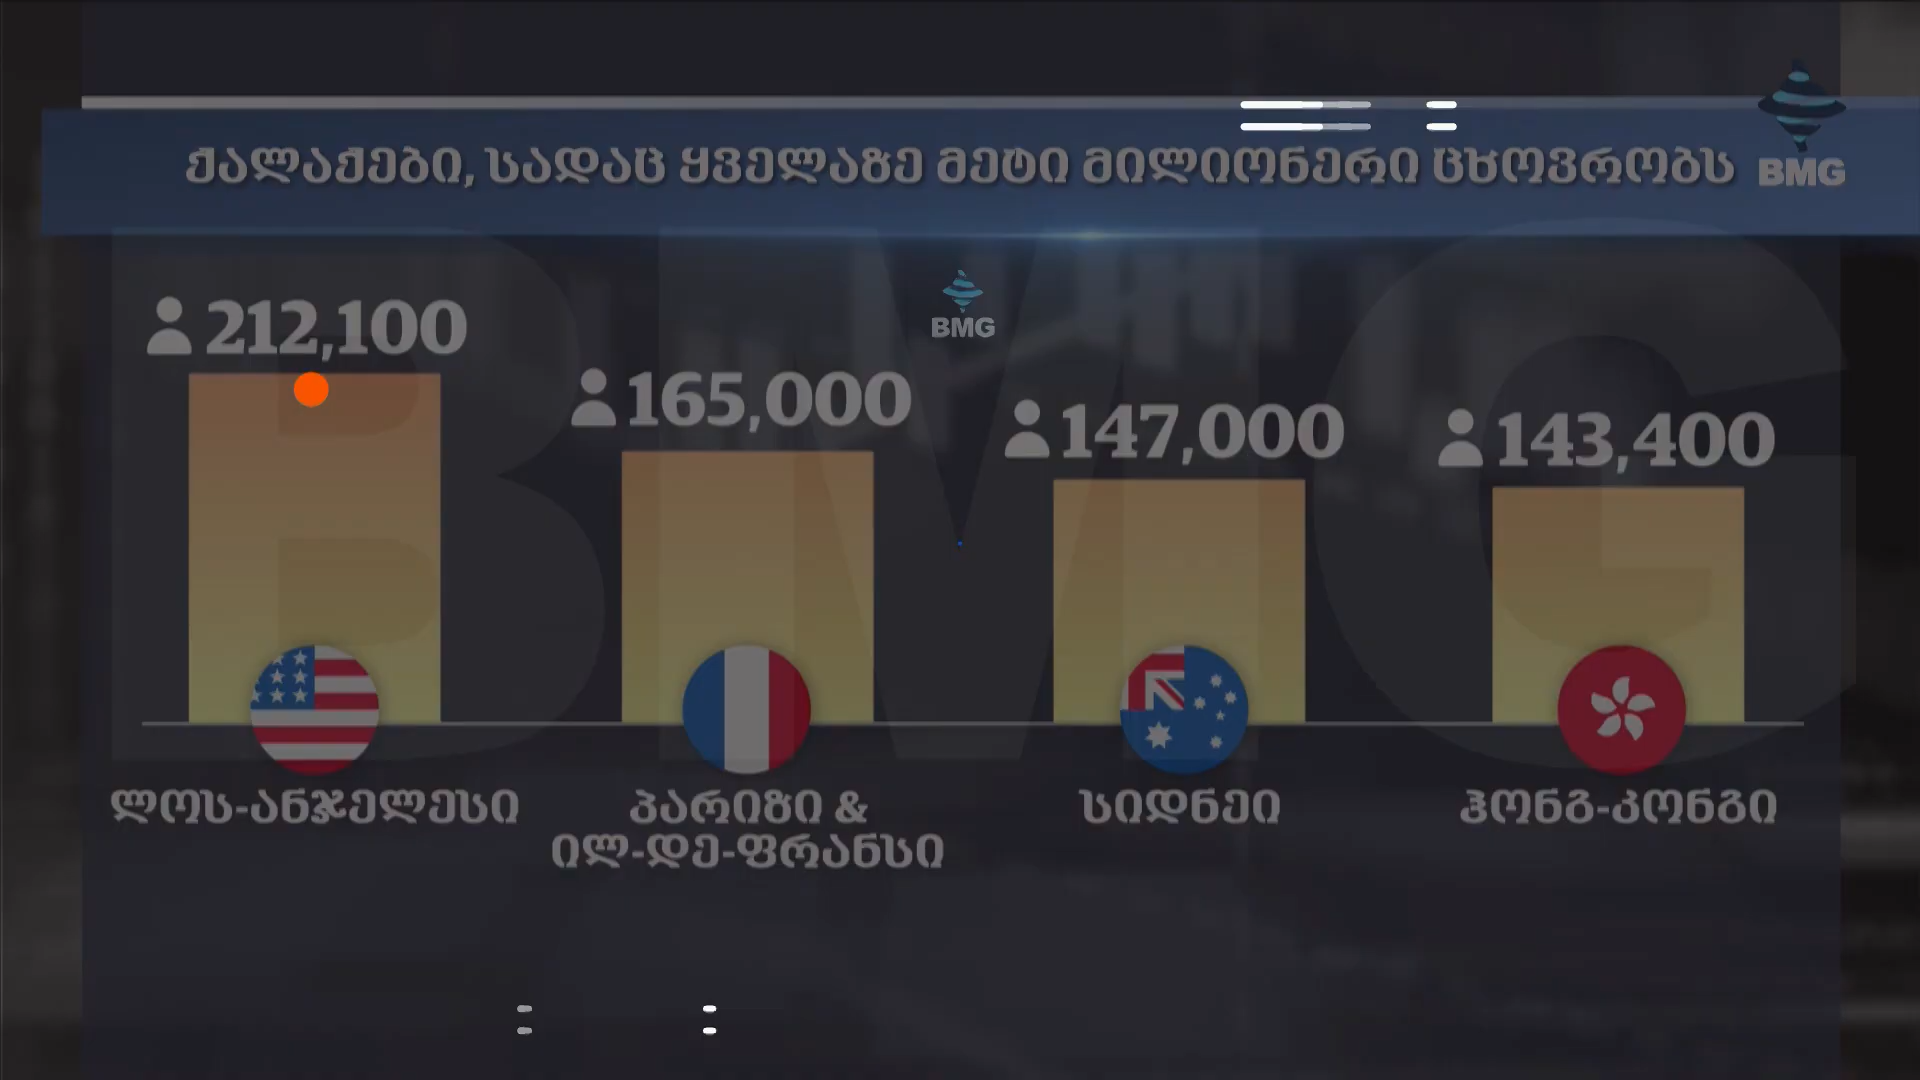 ქალაქები, სადაც ყველაზე მეტი მილიონერი ცხოვრობს
BMG
BMG
212,100
165,000
147,000
143,400
ლოს-ანჯელესი
პარიზი &
ილ-დე-ფრანსი
სიდნეი
ჰონგ-კონგი
BMG